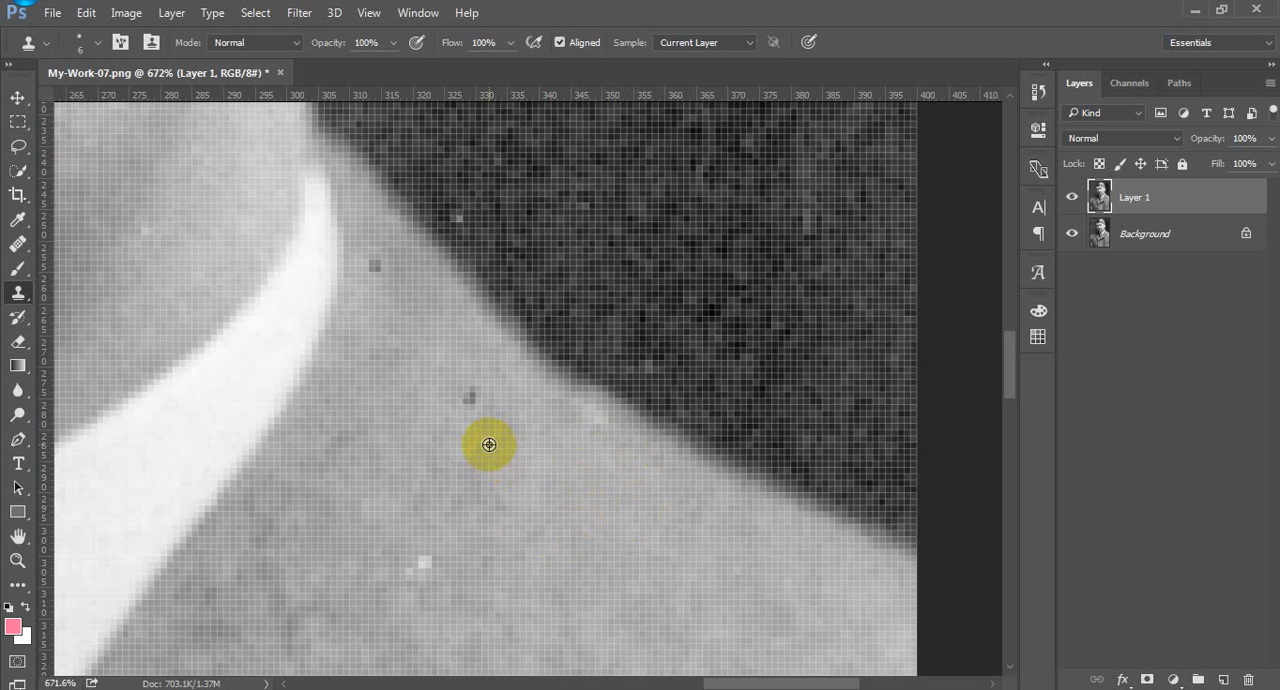 Ps File Edit Image Layer Type Select Filter 3D View Window Help
6 Mode: Normal Opacity: 100% Flow: 100% Aligned Sample: Current Layer Essentials
My-Work-07.png @ 672% (Layer 1, RGB/8#) * ×
Layers Channels Paths
265 270 275 280 285 290 295 300 305 310 315 320 325 330 335 340 345 350 355 360 365 370 375 380 385 390 395 400 405 410
Kind
Normal Opacity: 100%
Lock: Fill: 100%
Layer 1
Background
671.6% Doc: 703.1K/1.37M